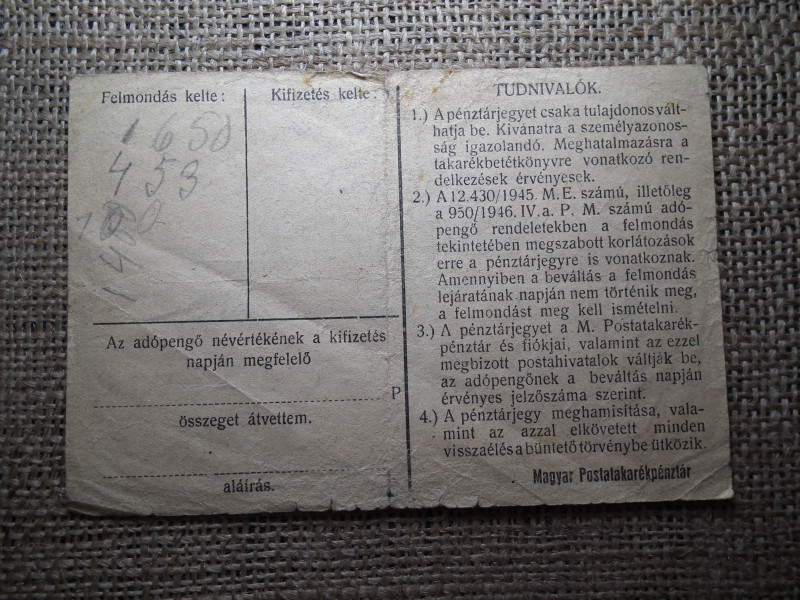 Felmondás kelte:
Kifizetés kelte:
1 650
453
Az adópengő névértékének a kifizetés
napján megfelelő
P
összeget átvettem.
aláírás.
TUDNIVALÓK.
1.) A pénztárjegyet csak a tulajdonos vált-
hatja be. Kivánatra a személyazonos-
ság igazolandó. Meghatalmazásra a
takarékbetétkönyvre vonatkozó ren-
delkezések érvényesek.
2.) A 12.430/1945. M. E. számú, illetőleg
a 950/1946. IV. a. P. M. számú adó-
pengő rendeletekben a felmondás
tekintetében megszabott korlátozások
erre a pénztárjegyre is vonatkoznak.
Amennyiben a beváltás a felmondás
lejáratának napján nem történik meg,
a felmondást meg kell ismételni.
3.) A pénztárjegyet a M. Postatakarék-
pénztár és fiókjai, valamint az ezzel
megbizott postahivatalok váltják be,
az adópengőnek a beváltás napján
érvényes jelzőszáma szerint.
4.) A pénztárjegy meghamisítása, vala-
mint az azzal elkövetett minden
visszaélés a büntető törvénybe ütközik.
Magyar Postatakarékpénztár